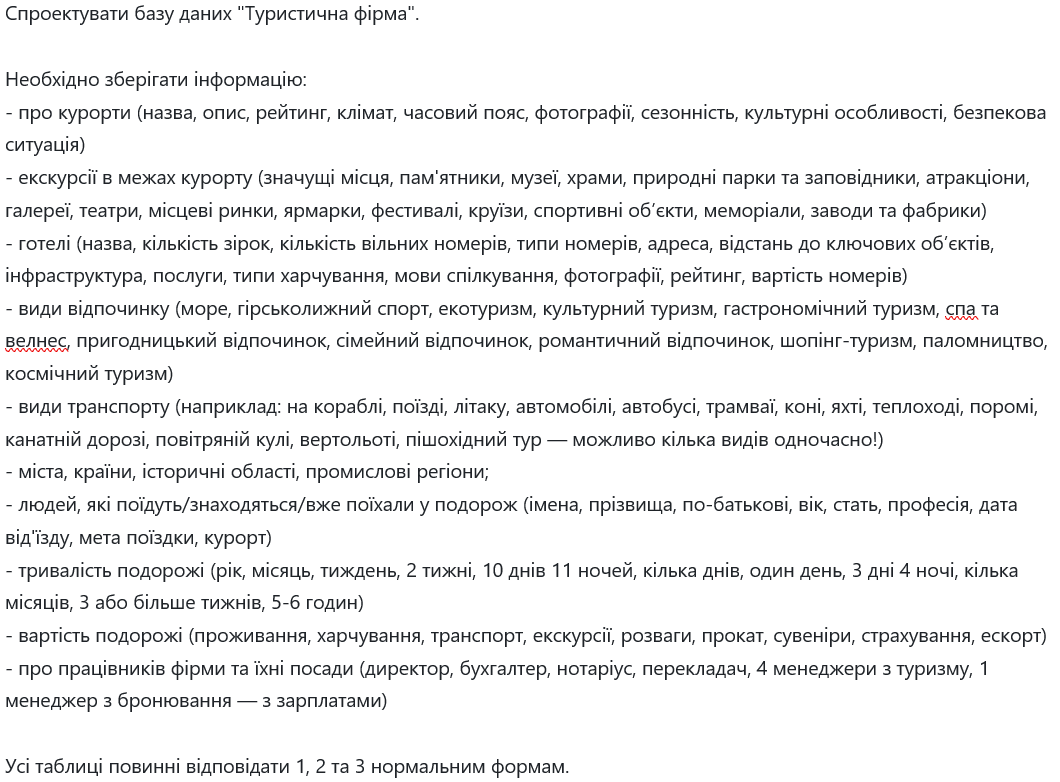 Спроектувати базу даних "Туристична фірма".
Необхідно зберігати інформацію:
- про курорти (назва, опис, рейтинг, клімат, часовий пояс, фотографії, сезонність, культурні особливості, безпекова
ситуація)
- екскурсії в межах курорту (значущі місця, пам'ятники, музеї, храми, природні парки та заповідники, атракціони,
галереї, театри, місцеві ринки, ярмарки, фестивалі, круїзи, спортивні об’єкти, меморіали, заводи та фабрики)
- готелі (назва, кількість зірок, кількість вільних номерів, типи номерів, адреса, відстань до ключових об’єктів,
інфраструктура, послуги, типи харчування, мови спілкування, фотографії, рейтинг, вартість номерів)
- види відпочинку (море, гірськолижний спорт, екотуризм, культурний туризм, гастрономічний туризм, спа та
велнес, пригодницький відпочинок, сімейний відпочинок, романтичний відпочинок, шопінг-туризм, паломництво,
космічний туризм)
- види транспорту (наприклад: на кораблі, поїзді, літаку, автомобілі, автобусі, трамваї, коні, яхті, теплоході, поромі,
канатній дорозі, повітряній кулі, вертольоті, пішохідний тур — можливо кілька видів одночасно!)
- міста, країни, історичні області, промислові регіони;
- людей, які поїдуть/знаходяться/вже поїхали у подорож (імена, прізвища, по-батькові, вік, стать, професія, дата
від'їзду, мета поїздки, курорт)
- тривалість подорожі (рік, місяць, тиждень, 2 тижні, 10 днів 11 ночей, кілька днів, один день, 3 дні 4 ночі, кілька
місяців, 3 або більше тижнів, 5-6 годин)
- вартість подорожі (проживання, харчування, транспорт, екскурсії, розваги, прокат, сувеніри, страхування, ескорт)
- про працівників фірми та їхні посади (директор, бухгалтер, нотаріус, перекладач, 4 менеджери з туризму, 1
менеджер з бронювання — з зарплатами)
Усі таблиці повинні відповідати 1, 2 та 3 нормальним формам.